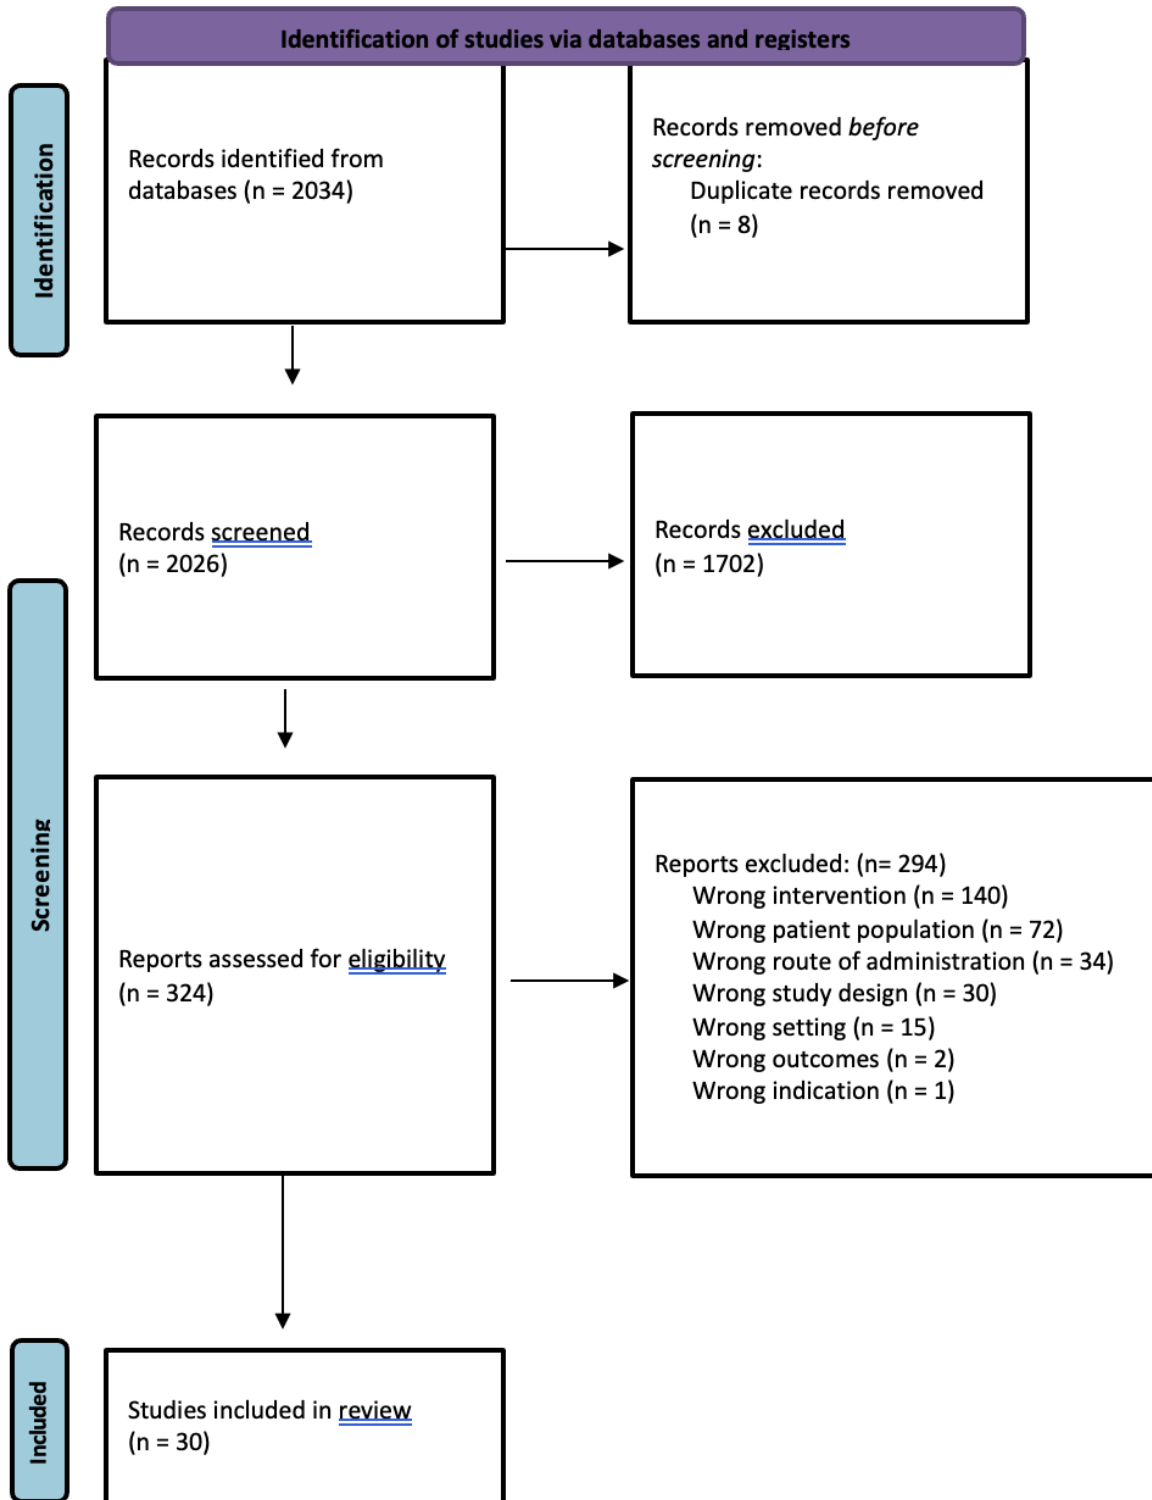 Identification of studies via databases and registers
Identification
Records identified from
databases (n = 2034)
Records removed before
screening:
Duplicate records removed
(n = 8)
Screening
Records screened
(n = 2026)
Records excluded
(n = 1702)
Reports assessed for eligibility
(n = 324)
Reports excluded: (n= 294)
Wrong intervention (n = 140)
Wrong patient population (n = 72)
Wrong route of administration (n = 34)
Wrong study design (n = 30)
Wrong setting (n = 15)
Wrong outcomes (n = 2)
Wrong indication (n = 1)
Included
Studies included in review
(n = 30)